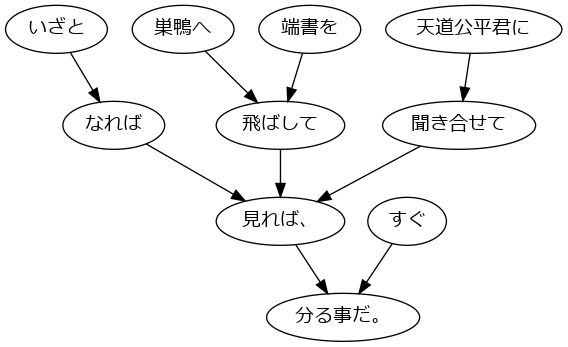 いざと
巣鴨へ
端書を
天道公平君に
なれば
飛ばして
聞き合せて
見れば、
すぐ
分る事だ。